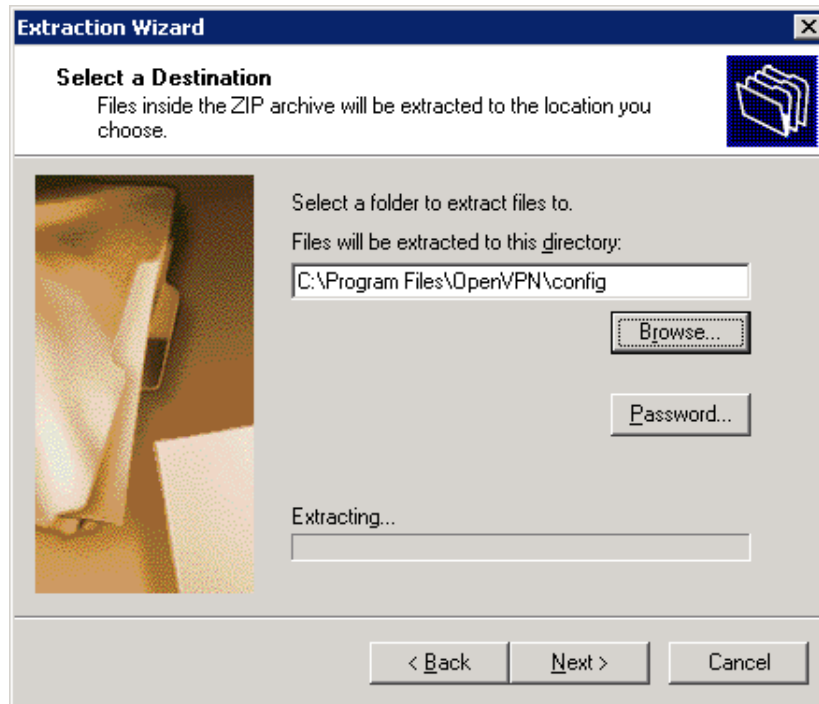 Extraction Wizard
Select a Destination
Files inside the ZIP archive will be extracted to the location you
choose.
Select a folder to extract files to.
Files will be extracted to this directory:
C:\Program Files\OpenVPN\config
Browse...
Password...
Extracting...
< Back
Next >
Cancel